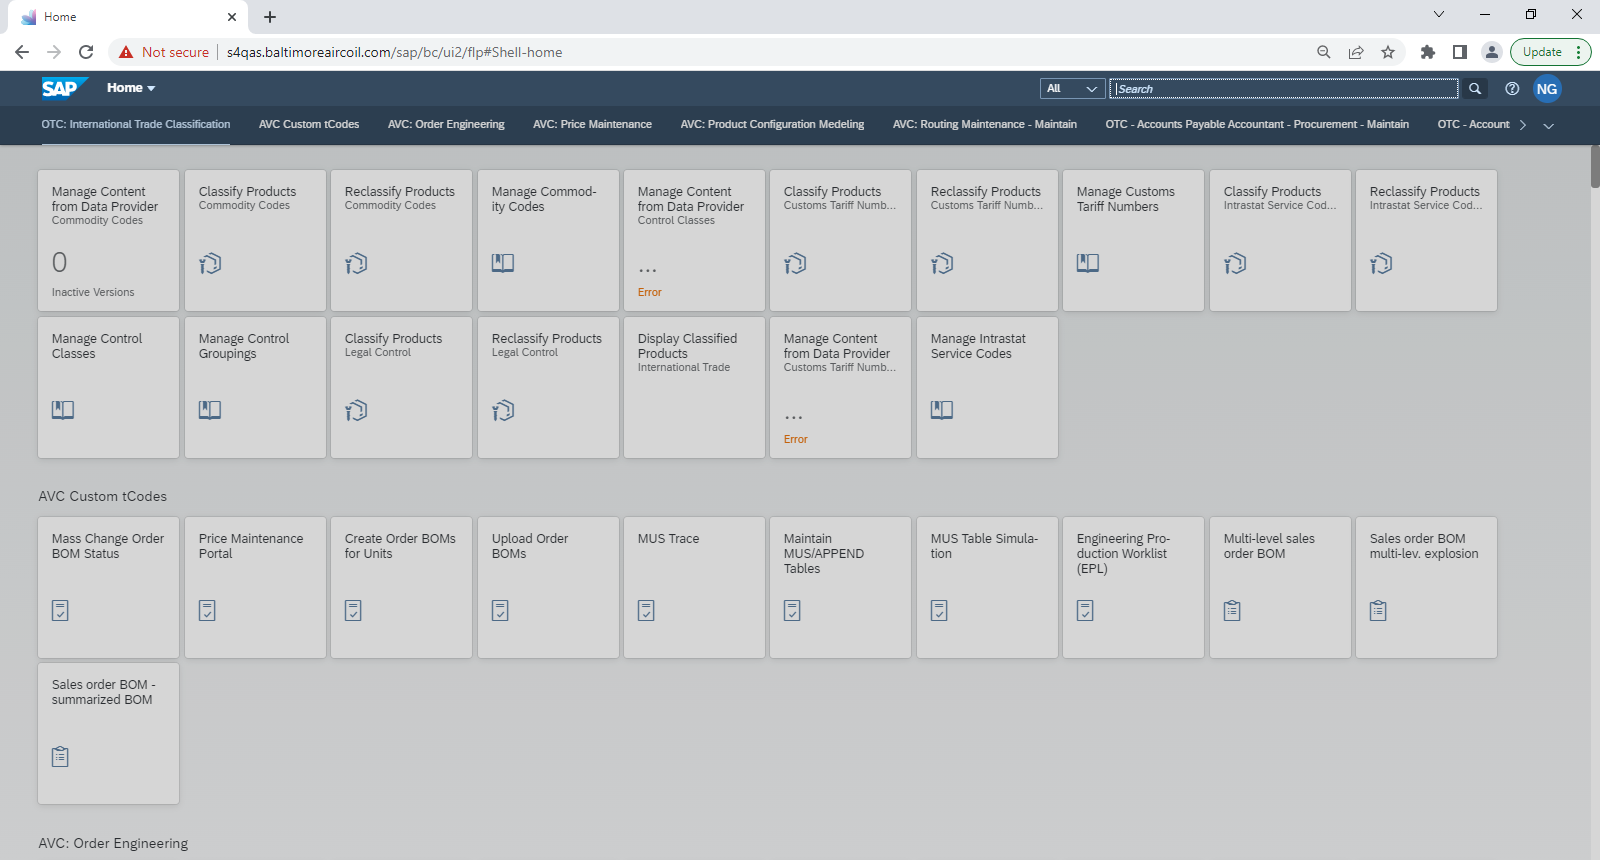 Home
Not secure
s4qas.baltimoreaircoil.com/sap/bc/ui2/flp#Shell-home
Update
SAP
Home
All
Search
NG
OTC: International Trade Classification
AVC Custom tCodes
AVC: Order Engineering
AVC: Price Maintenance
AVC: Product Configuration Medeling
AVC: Routing Maintenance - Maintain
OTC - Accounts Payable Accountant - Procurement - Maintain
OTC - Account
Manage Content
from Data Provider
Commodity Codes
0
Inactive Versions
Classify Products
Commodity Codes
Reclassify Products
Commodity Codes
Manage Commod-
ity Codes
Manage Content
from Data Provider
Control Classes
...
Error
Classify Products
Customs Tariff Numb...
Reclassify Products
Customs Tariff Numb...
Manage Customs
Tariff Numbers
Classify Products
Intrastat Service Cod...
Reclassify Products
Intrastat Service Cod...
Manage Control
Classes
Manage Control
Groupings
Classify Products
Legal Control
Reclassify Products
Legal Control
Display Classified
Products
International Trade
Manage Content
from Data Provider
Customs Tariff Numb...
...
Error
Manage Intrastat
Service Codes
AVC Custom tCodes
Mass Change Order
BOM Status
Price Maintenance
Portal
Create Order BOMs
for Units
Upload Order
BOMs
MUS Trace
Maintain
MUS/APPEND
Tables
MUS Table Simula-
tion
Engineering Pro-
duction Worklist
(EPL)
Multi-level sales
order BOM
Sales order BOM
multi-lev. explosion
Sales order BOM -
summarized BOM
AVC: Order Engineering